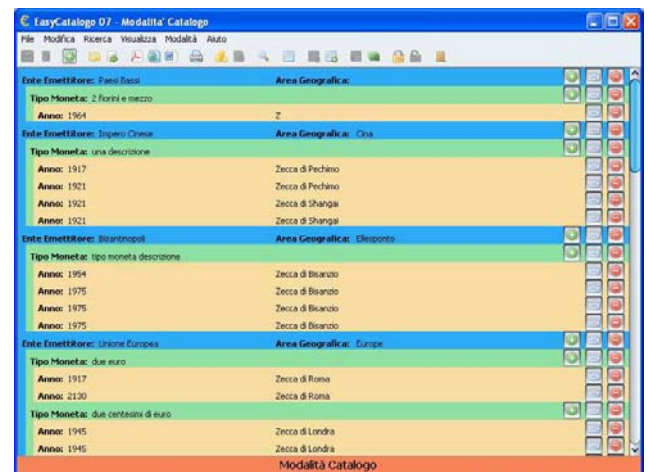 EasyCatalogo 07 - Modalita' Catalogo
File Modifica Ricerca Visualizza Modalità Aiuto
Ente Emettitore: Paesi Bassi Area Geografica:
Tipo Moneta: 2 fiorini e mezzo
Anno: 1964 Z
Ente Emettitore: Impero Cinese Area Geografica: Cina
Tipo Moneta: una descrizione
Anno: 1917 Zecca di Pechino
Anno: 1921 Zecca di Pechino
Anno: 1921 Zecca di Shangai
Anno: 1921 Zecca di Shangai
Ente Emettitore: Bizantinopoli Area Geografica: Ellesponto
Tipo Moneta: tipo moneta descrizione
Anno: 1954 Zecca di Bisanzio
Anno: 1975 Zecca di Bisanzio
Anno: 1975 Zecca di Bisanzio
Anno: 1975 Zecca di Bisanzio
Ente Emettitore: Unione Europea Area Geografica: Europe
Tipo Moneta: due euro
Anno: 1917 Zecca di Roma
Anno: 2130 Zecca di Roma
Tipo Moneta: due centesimi di euro
Anno: 1945 Zecca di Londra
Anno: 1945 Zecca di Londra
Modalità Catalogo